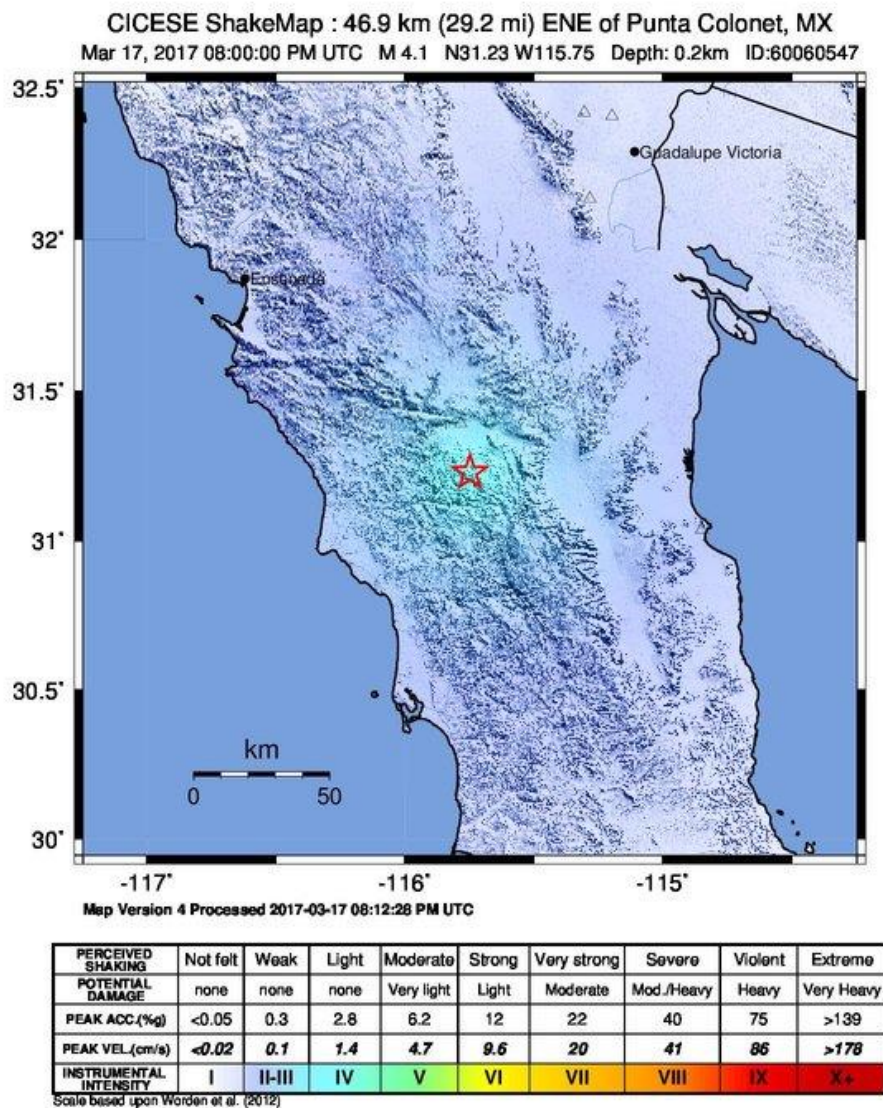 CICESE ShakeMap : 46.9 km (29.2 mi) ENE of Punta Colonet, MX
Mar 17, 2017 08:00:00 PM UTC M 4.1 N31.23 W115.75 Depth: 0.2km ID:60060547
32.5˚
Guadalupe Victoria
32˚
Ensenada
31.5˚
31˚
30.5˚
km
0 50
30˚
-117˚ -116˚ -115˚
Map Version 4 Processed 2017-03-17 08:12:28 PM UTC
PERCEIVED SHAKING Not felt Weak Light Moderate Strong Very strong Severe Violent Extreme
POTENTIAL DAMAGE none none none Very light Light Moderate Mod./Heavy Heavy Very Heavy
PEAK ACC.(%g) <0.05 0.3 2.8 6.2 12 22 40 75 >139
PEAK VEL.(cm/s) <0.02 0.1 1.4 4.7 9.6 20 41 86 >178
INSTRUMENTAL INTENSITY I II-III IV V VI VII VIII IX X+
Scale based upon Worden et al. (2012)